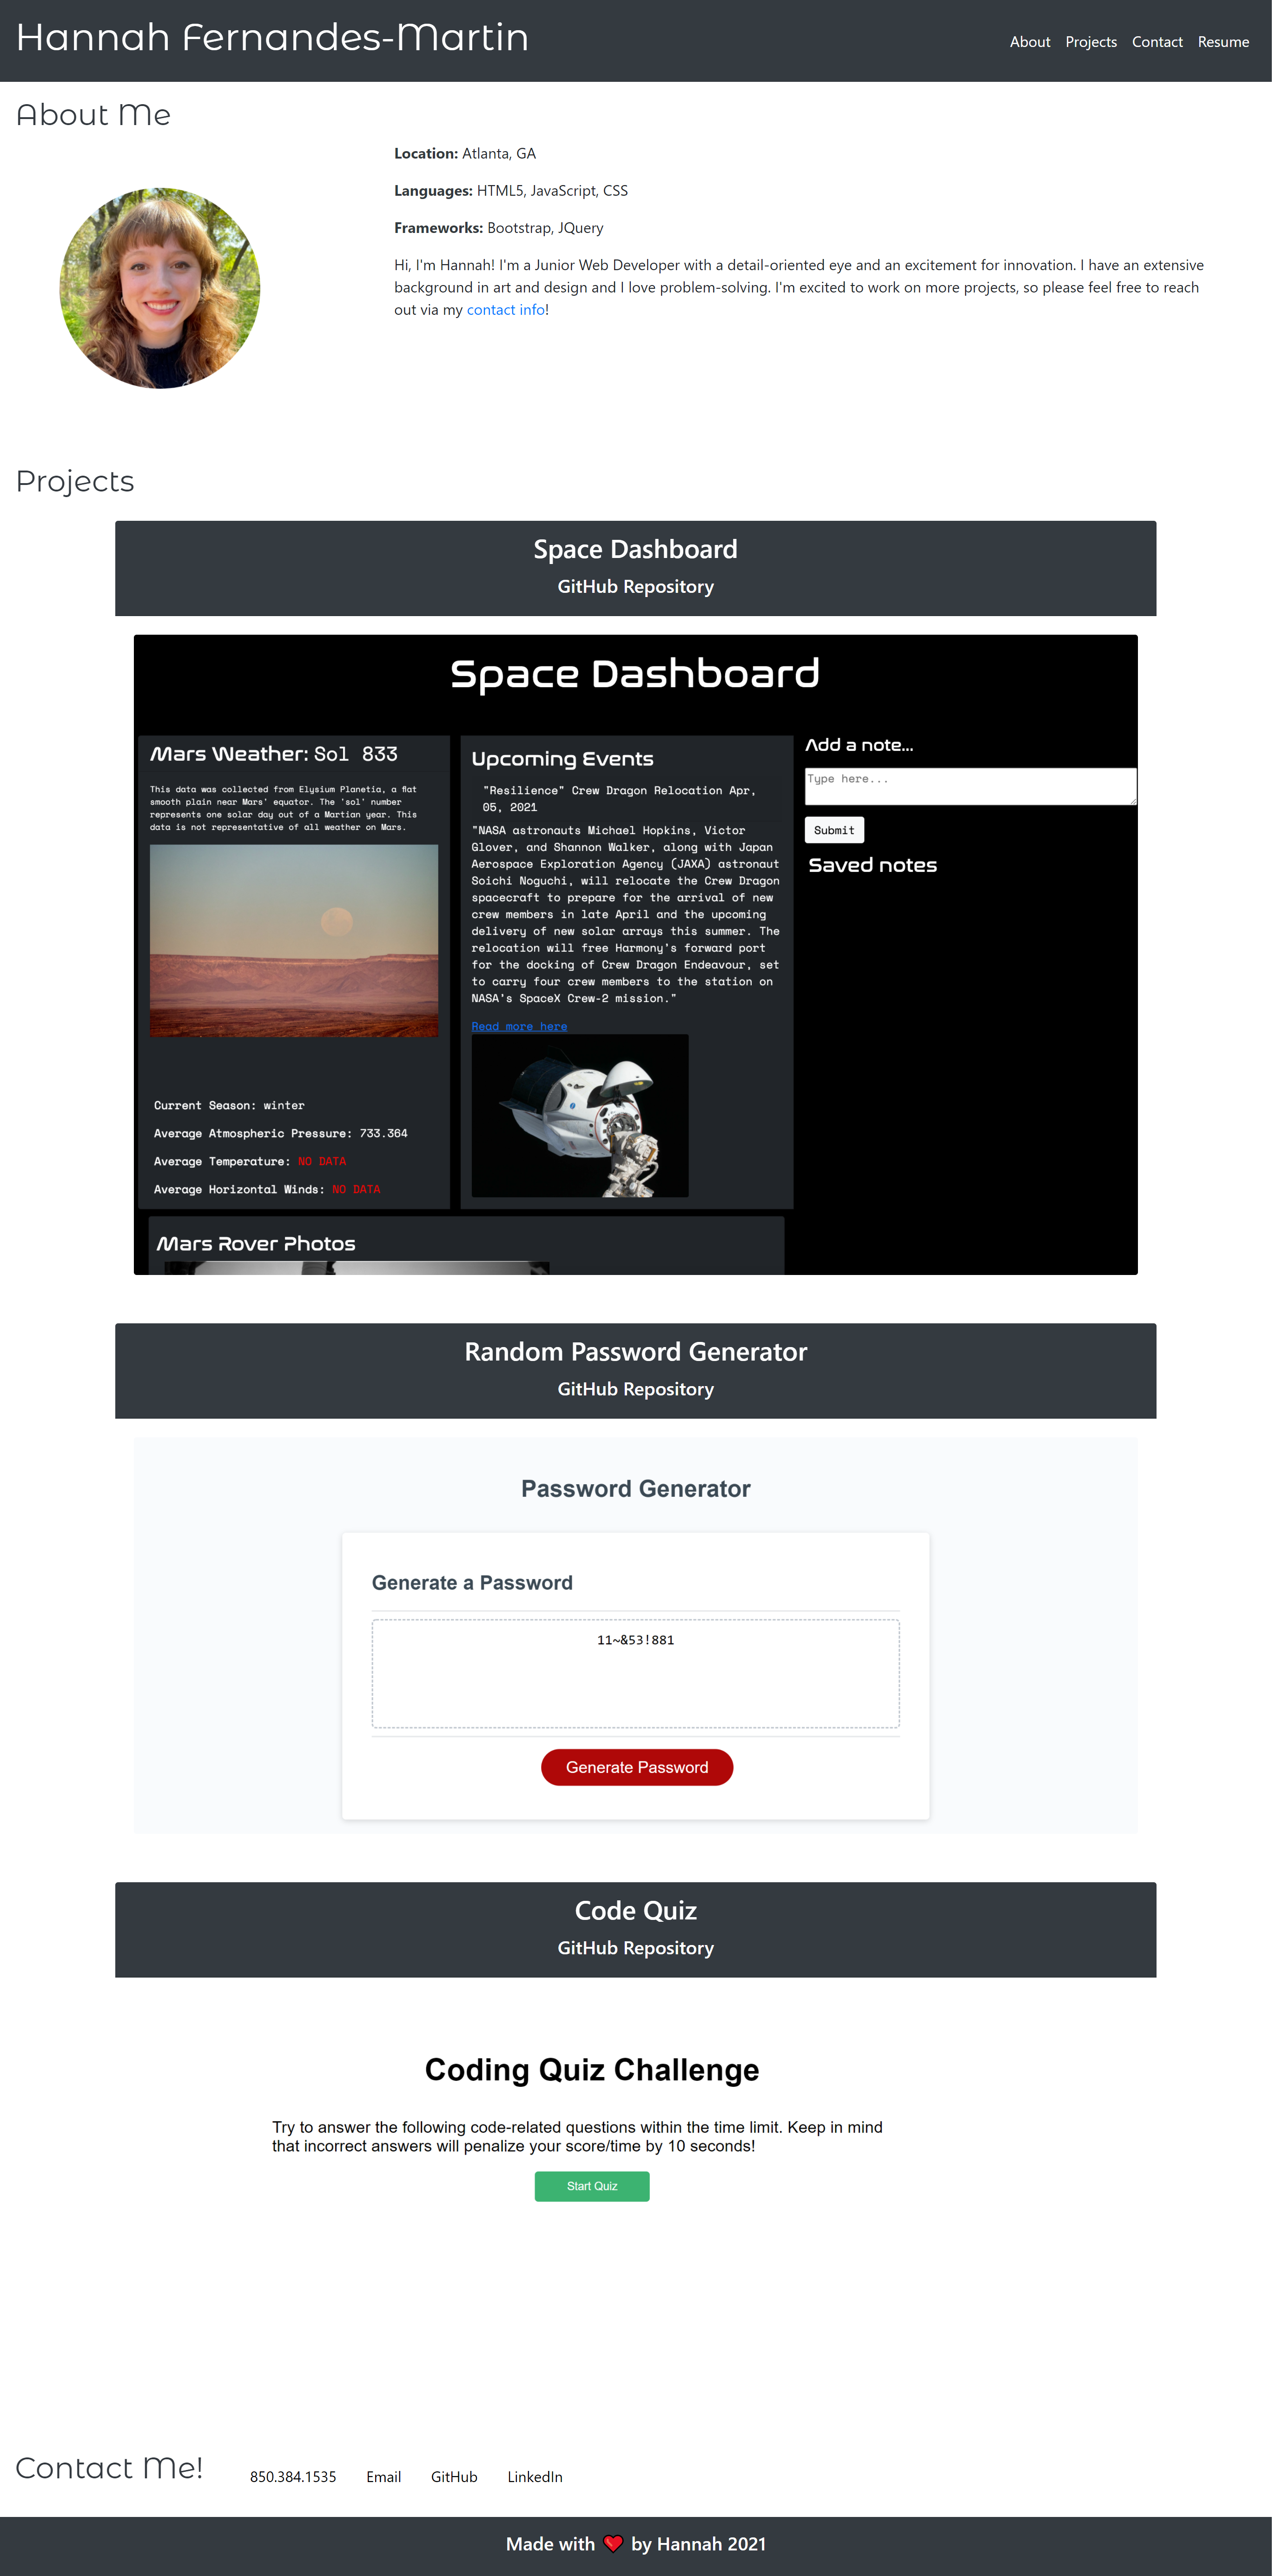 Hannah Fernandes-Martin
About Projects Contact Resume
About Me
Location: Atlanta, GA
Languages: HTML5, JavaScript, CSS
Frameworks: Bootstrap, JQuery
Hi, I'm Hannah! I'm a Junior Web Developer with a detail-oriented eye and an excitement for innovation. I have an extensive
background in art and design and I love problem-solving. I'm excited to work on more projects, so please feel free to reach
out via my contact info!
Projects
Space Dashboard
GitHub Repository
Space Dashboard
Mars Weather: Sol 833
This data was collected from Elysium Planetia, a flat
smooth plain near Mars' equator. The 'sol' number
represents one solar day out of a Martian year. This
data is not representative of all weather on Mars.
Current Season: winter
Average Atmospheric Pressure: 733.364
Average Temperature: NO DATA
Average Horizontal Winds: NO DATA
Upcoming Events
"Resilience" Crew Dragon Relocation Apr,
05, 2021
"NASA astronauts Michael Hopkins, Victor
Glover, and Shannon Walker, along with Japan
Aerospace Exploration Agency (JAXA) astronaut
Soichi Noguchi, will relocate the Crew Dragon
spacecraft to prepare for the arrival of new
crew members in late April and the upcoming
delivery of new solar arrays this summer. The
relocation will free Harmony's forward port
for the docking of Crew Dragon Endeavour, set
to carry four crew members to the station on
NASA's SpaceX Crew-2 mission."
Read more here
Add a note...
Type here...
Submit
Saved notes
Mars Rover Photos
Random Password Generator
GitHub Repository
Password Generator
Generate a Password
11~&53!881
Generate Password
Code Quiz
GitHub Repository
Coding Quiz Challenge
Try to answer the following code-related questions within the time limit. Keep in mind
that incorrect answers will penalize your score/time by 10 seconds!
Start Quiz
Contact Me!
850.384.1535 Email GitHub LinkedIn
Made with ❤️ by Hannah 2021